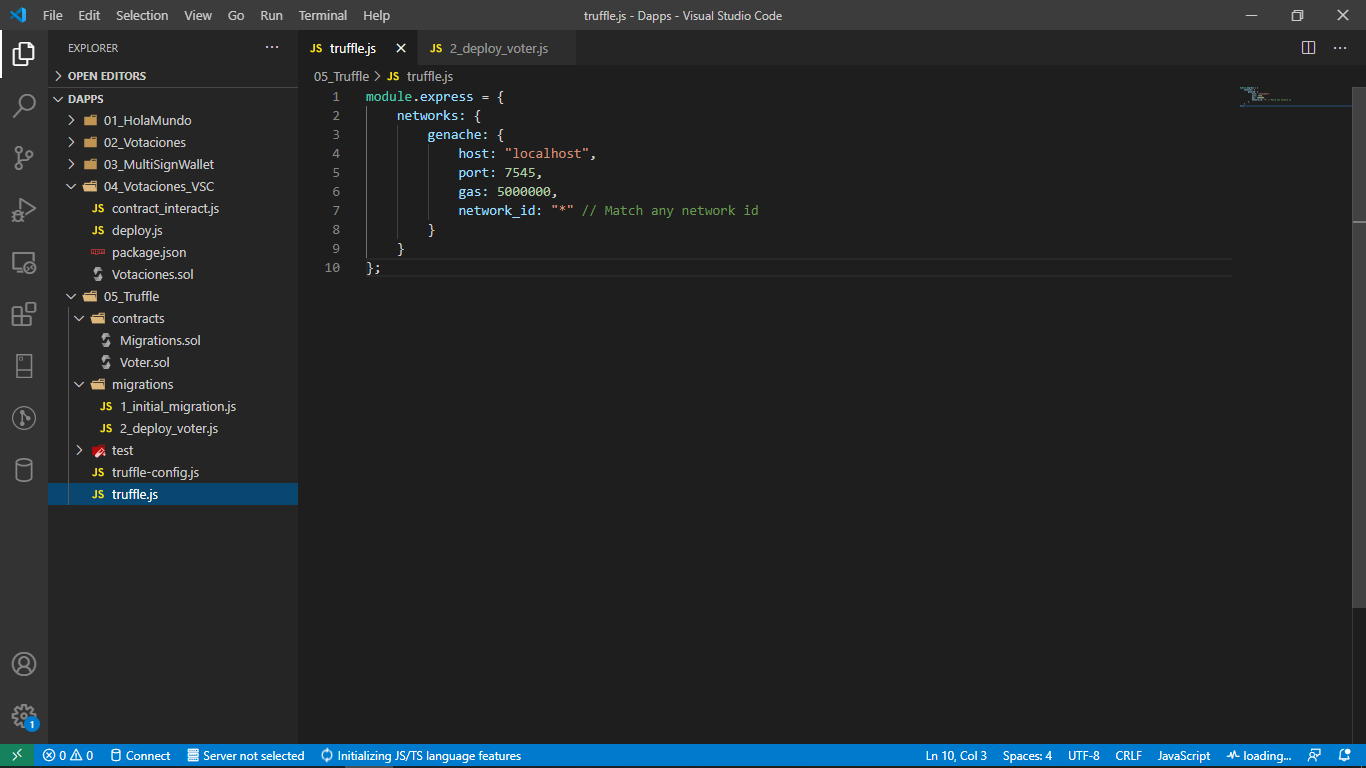 File Edit Selection View Go Run Terminal Help truffle.js - Dapps - Visual Studio Code
EXPLORER
OPEN EDITORS
DAPPS
01_HolaMundo
02_Votaciones
03_MultiSignWallet
04_Votaciones_VSC
JS contract_interact.js
JS deploy.js
package.json
Votaciones.sol
05_Truffle
contracts
Migrations.sol
Voter.sol
migrations
JS 1_initial_migration.js
JS 2_deploy_voter.js
test
JS truffle-config.js
JS truffle.js
1
JS truffle.js JS 2_deploy_voter.js
05_Truffle > JS truffle.js
1 module.express = {
2 networks: {
3 genache: {
4 host: "localhost",
5 port: 7545,
6 gas: 5000000,
7 network_id: "*" // Match any network id
8 }
9 }
10 };
0 0 Connect Server not selected Initializing JS/TS language features Ln 10, Col 3 Spaces: 4 UTF-8 CRLF JavaScript loading...